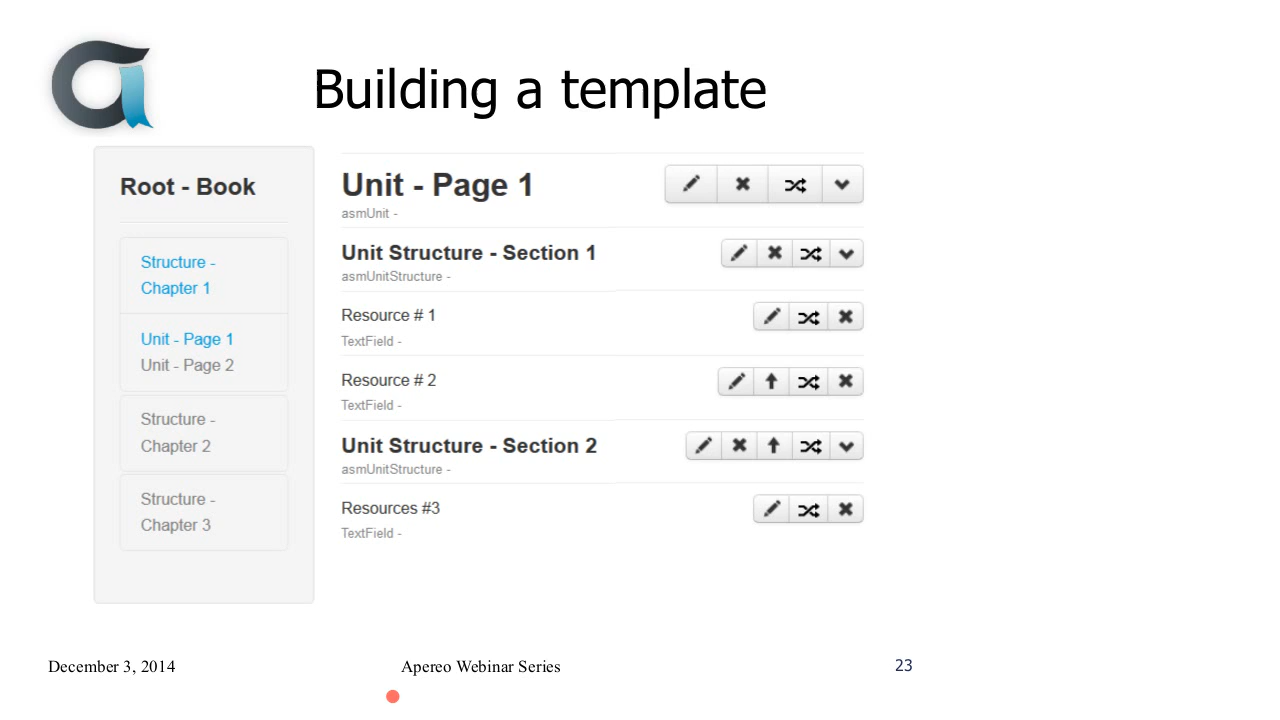 Building a template
Root - Book
Structure -
Chapter 1
Unit - Page 1
Unit - Page 2
Structure -
Chapter 2
Structure -
Chapter 3
Unit - Page 1
asmUnit -
Unit Structure - Section 1
asmUnitStructure -
Resource # 1
TextField -
Resource # 2
TextField -
Unit Structure - Section 2
asmUnitStructure -
Resources #3
TextField -
December 3, 2014
Apereo Webinar Series
23